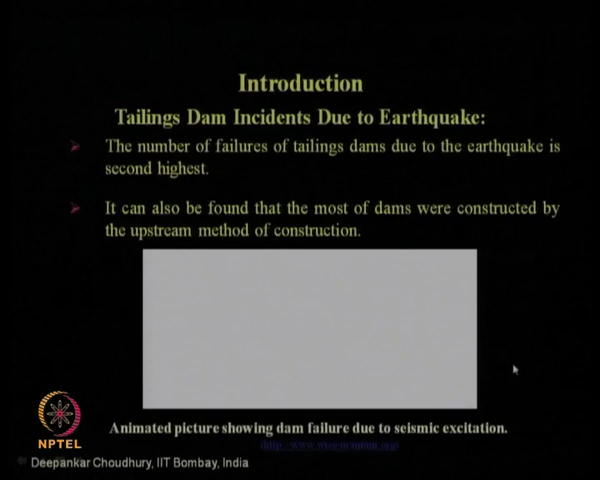 Introduction
Tailings Dam Incidents Due to Earthquake:
The number of failures of tailings dams due to the earthquake is
second highest.
It can also be found that the most of dams were constructed by
the upstream method of construction.
Animated picture showing dam failure due to seismic excitation.
NPTEL
Deepankar Choudhury, IIT Bombay, India